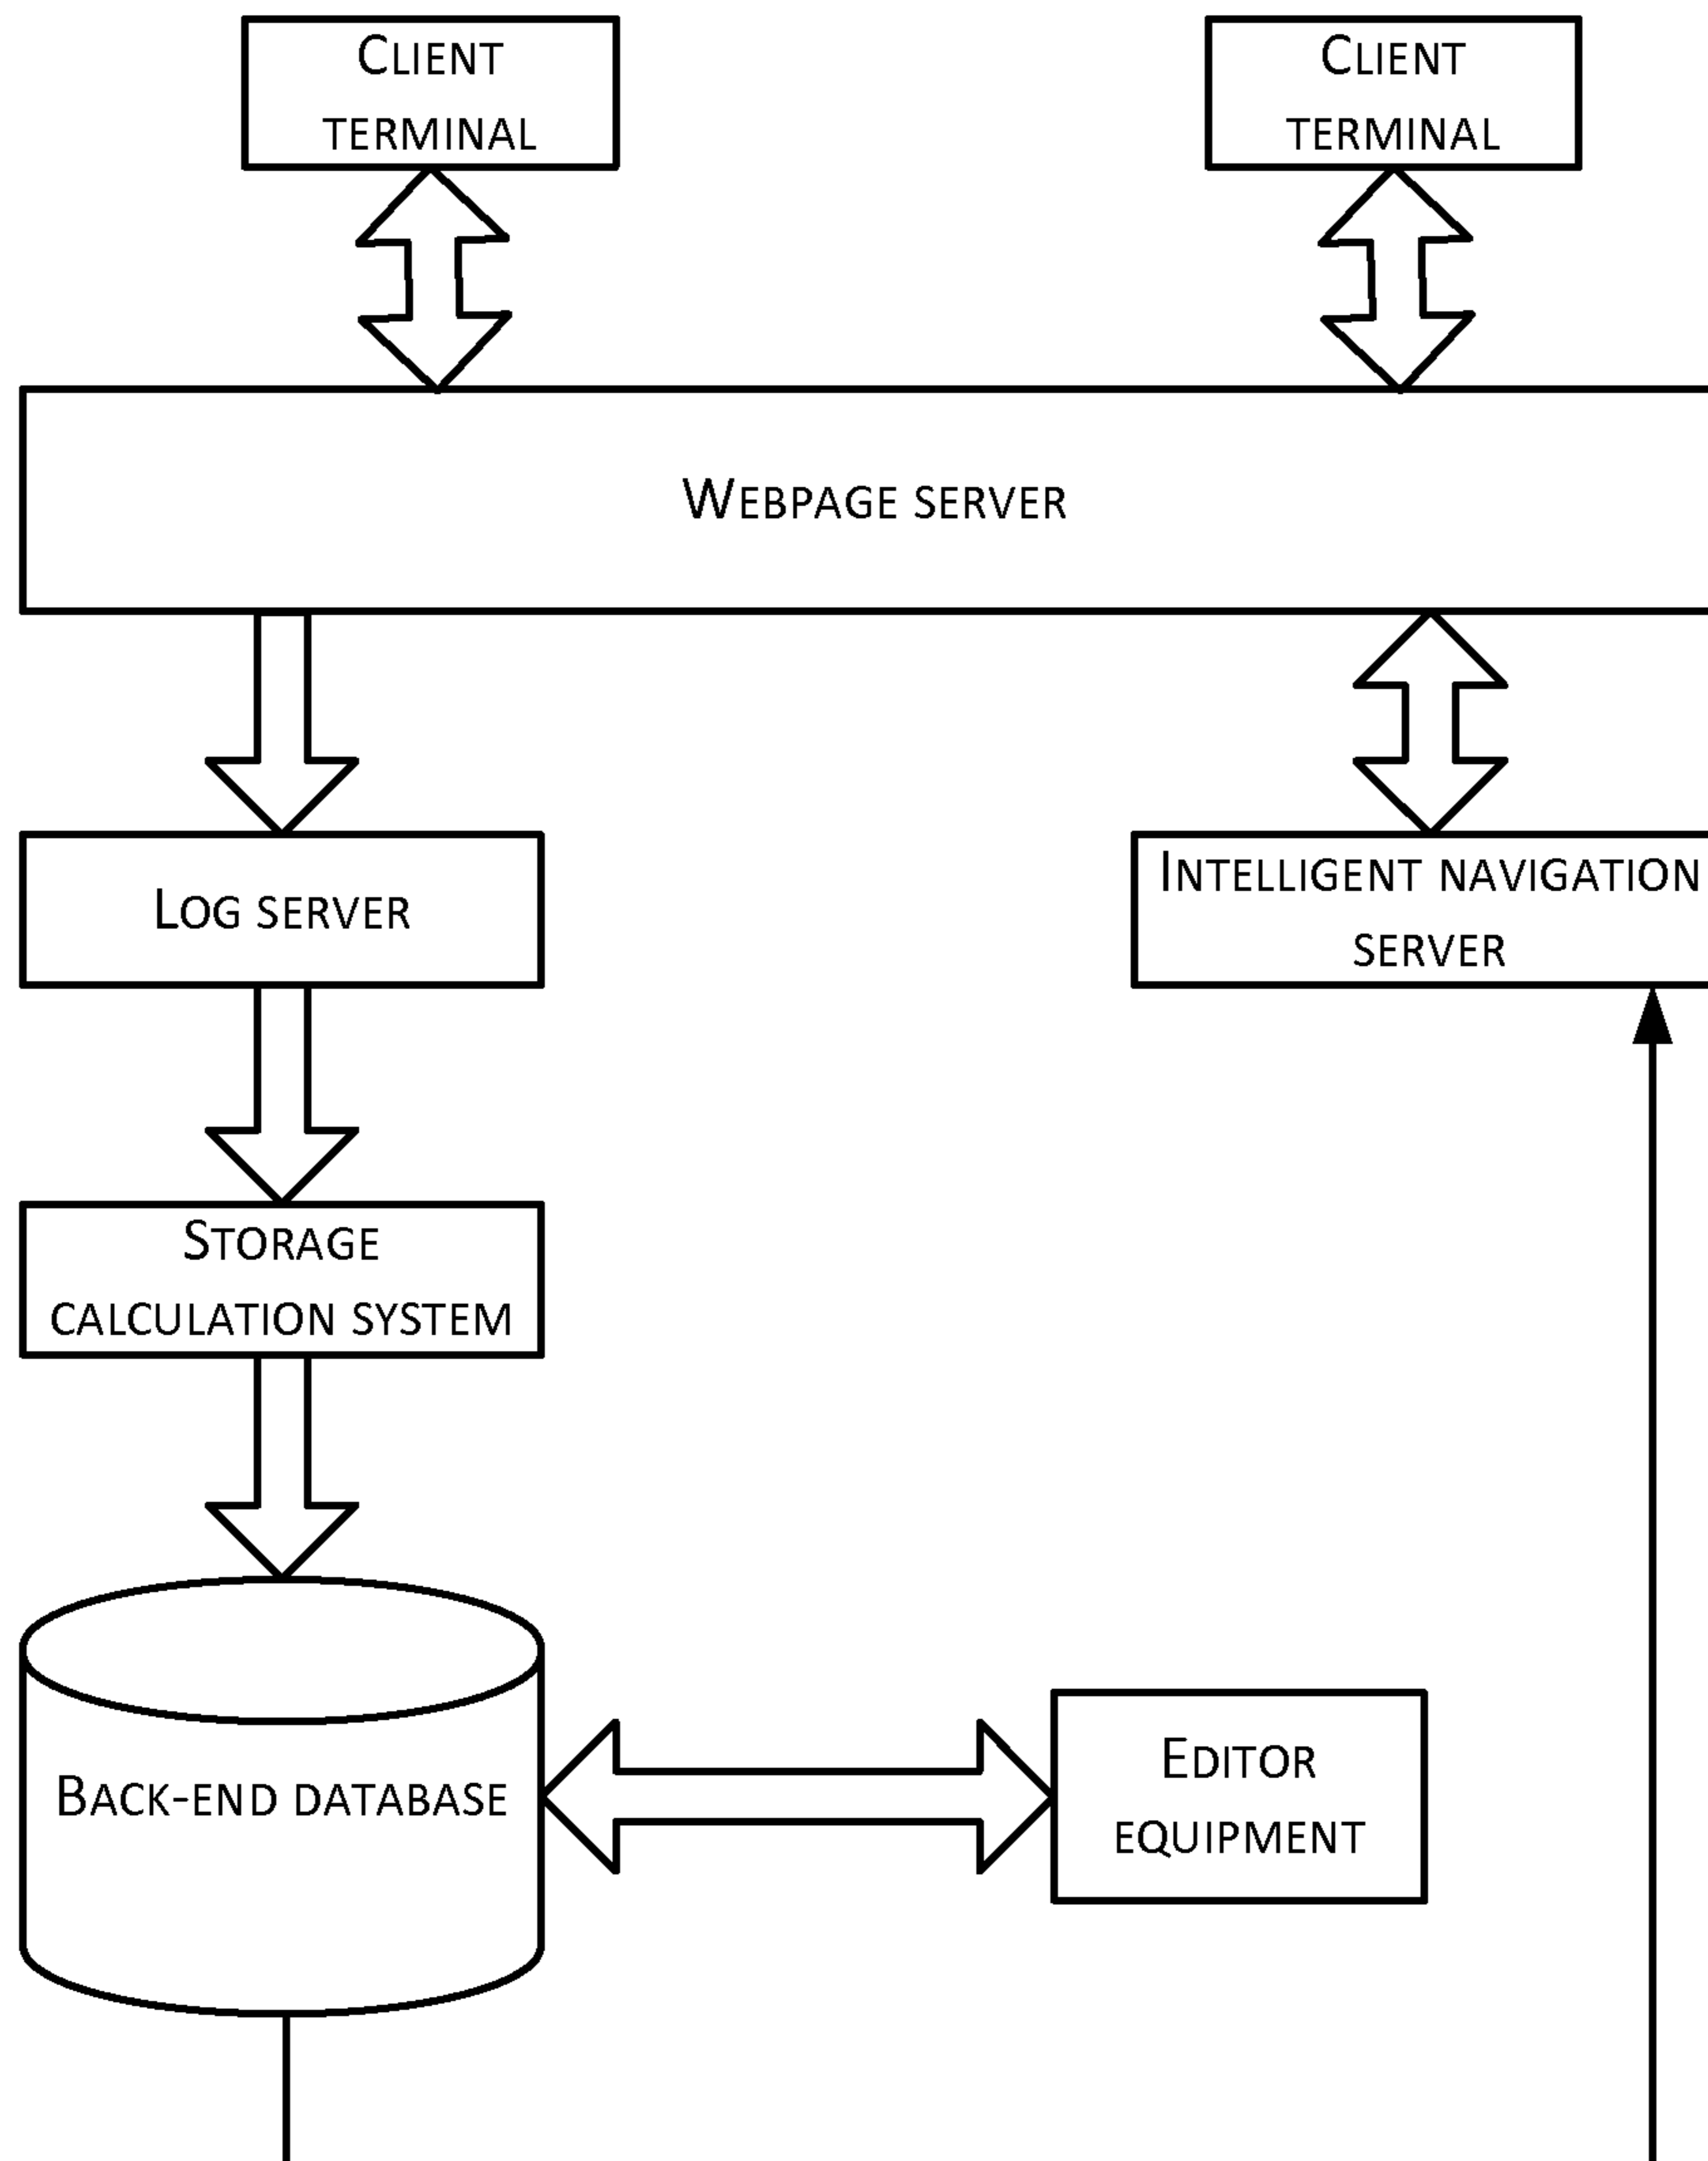 CLIENT
TERMINAL
CLIENT
TERMINAL
WEBPAGE SERVER
LOG SERVER
INTELLIGENT NAVIGATION
SERVER
STORAGE
CALCULATION SYSTEM
BACK-END DATABASE
EDITOR
EQUIPMENT